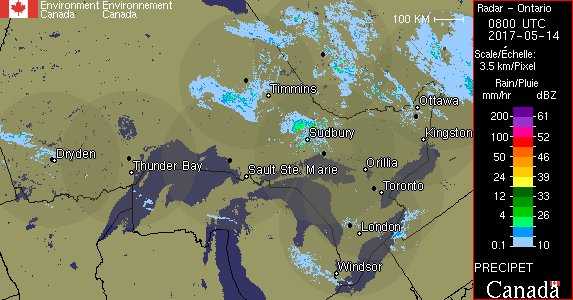 Environment Environnement
Canada Canada
100 KM
Timmins
Ottawa
Sudbury
Kingston
Dryden
Thunder Bay
Sault Ste. Marie
Orillia
Toronto
London
Windsor
Radar - Ontario
0800 UTC
2017-05-14
Scale/Échelle:
3.5 km/Pixel
Rain/Pluie
mm/hr dBZ
200 61
100 52
50 46
24 39
12 33
4 26
0.1 10
PRECIPET
Canada